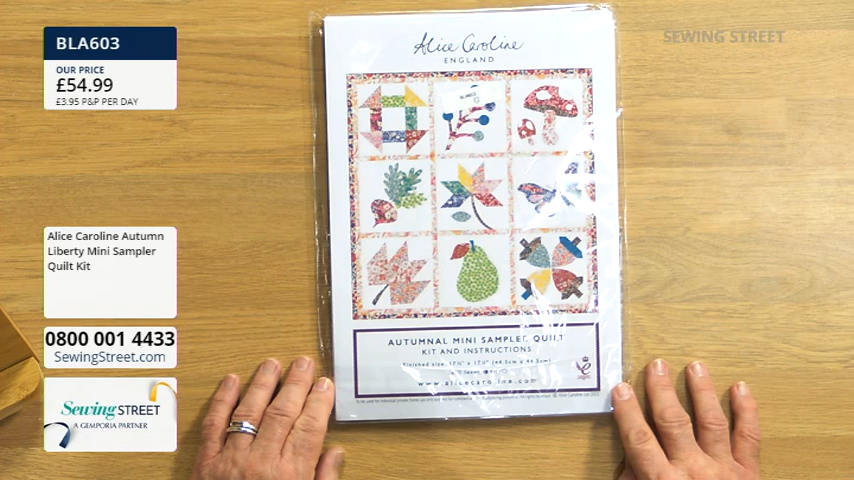 BLA603
OUR PRICE
£54.99
£3.95 P&P PER DAY
Alice Caroline Autumn
Liberty Mini Sampler
Quilt Kit
0800 001 4433
SewingStreet.com
Sewing STREET
A GEMPORIA PARTNER
SEWING STREET
Alice Caroline
ENGLAND
AUTUMNAL MINI SAMPLER QUILT
KIT AND INSTRUCTIONS
www.alicecaroline.com